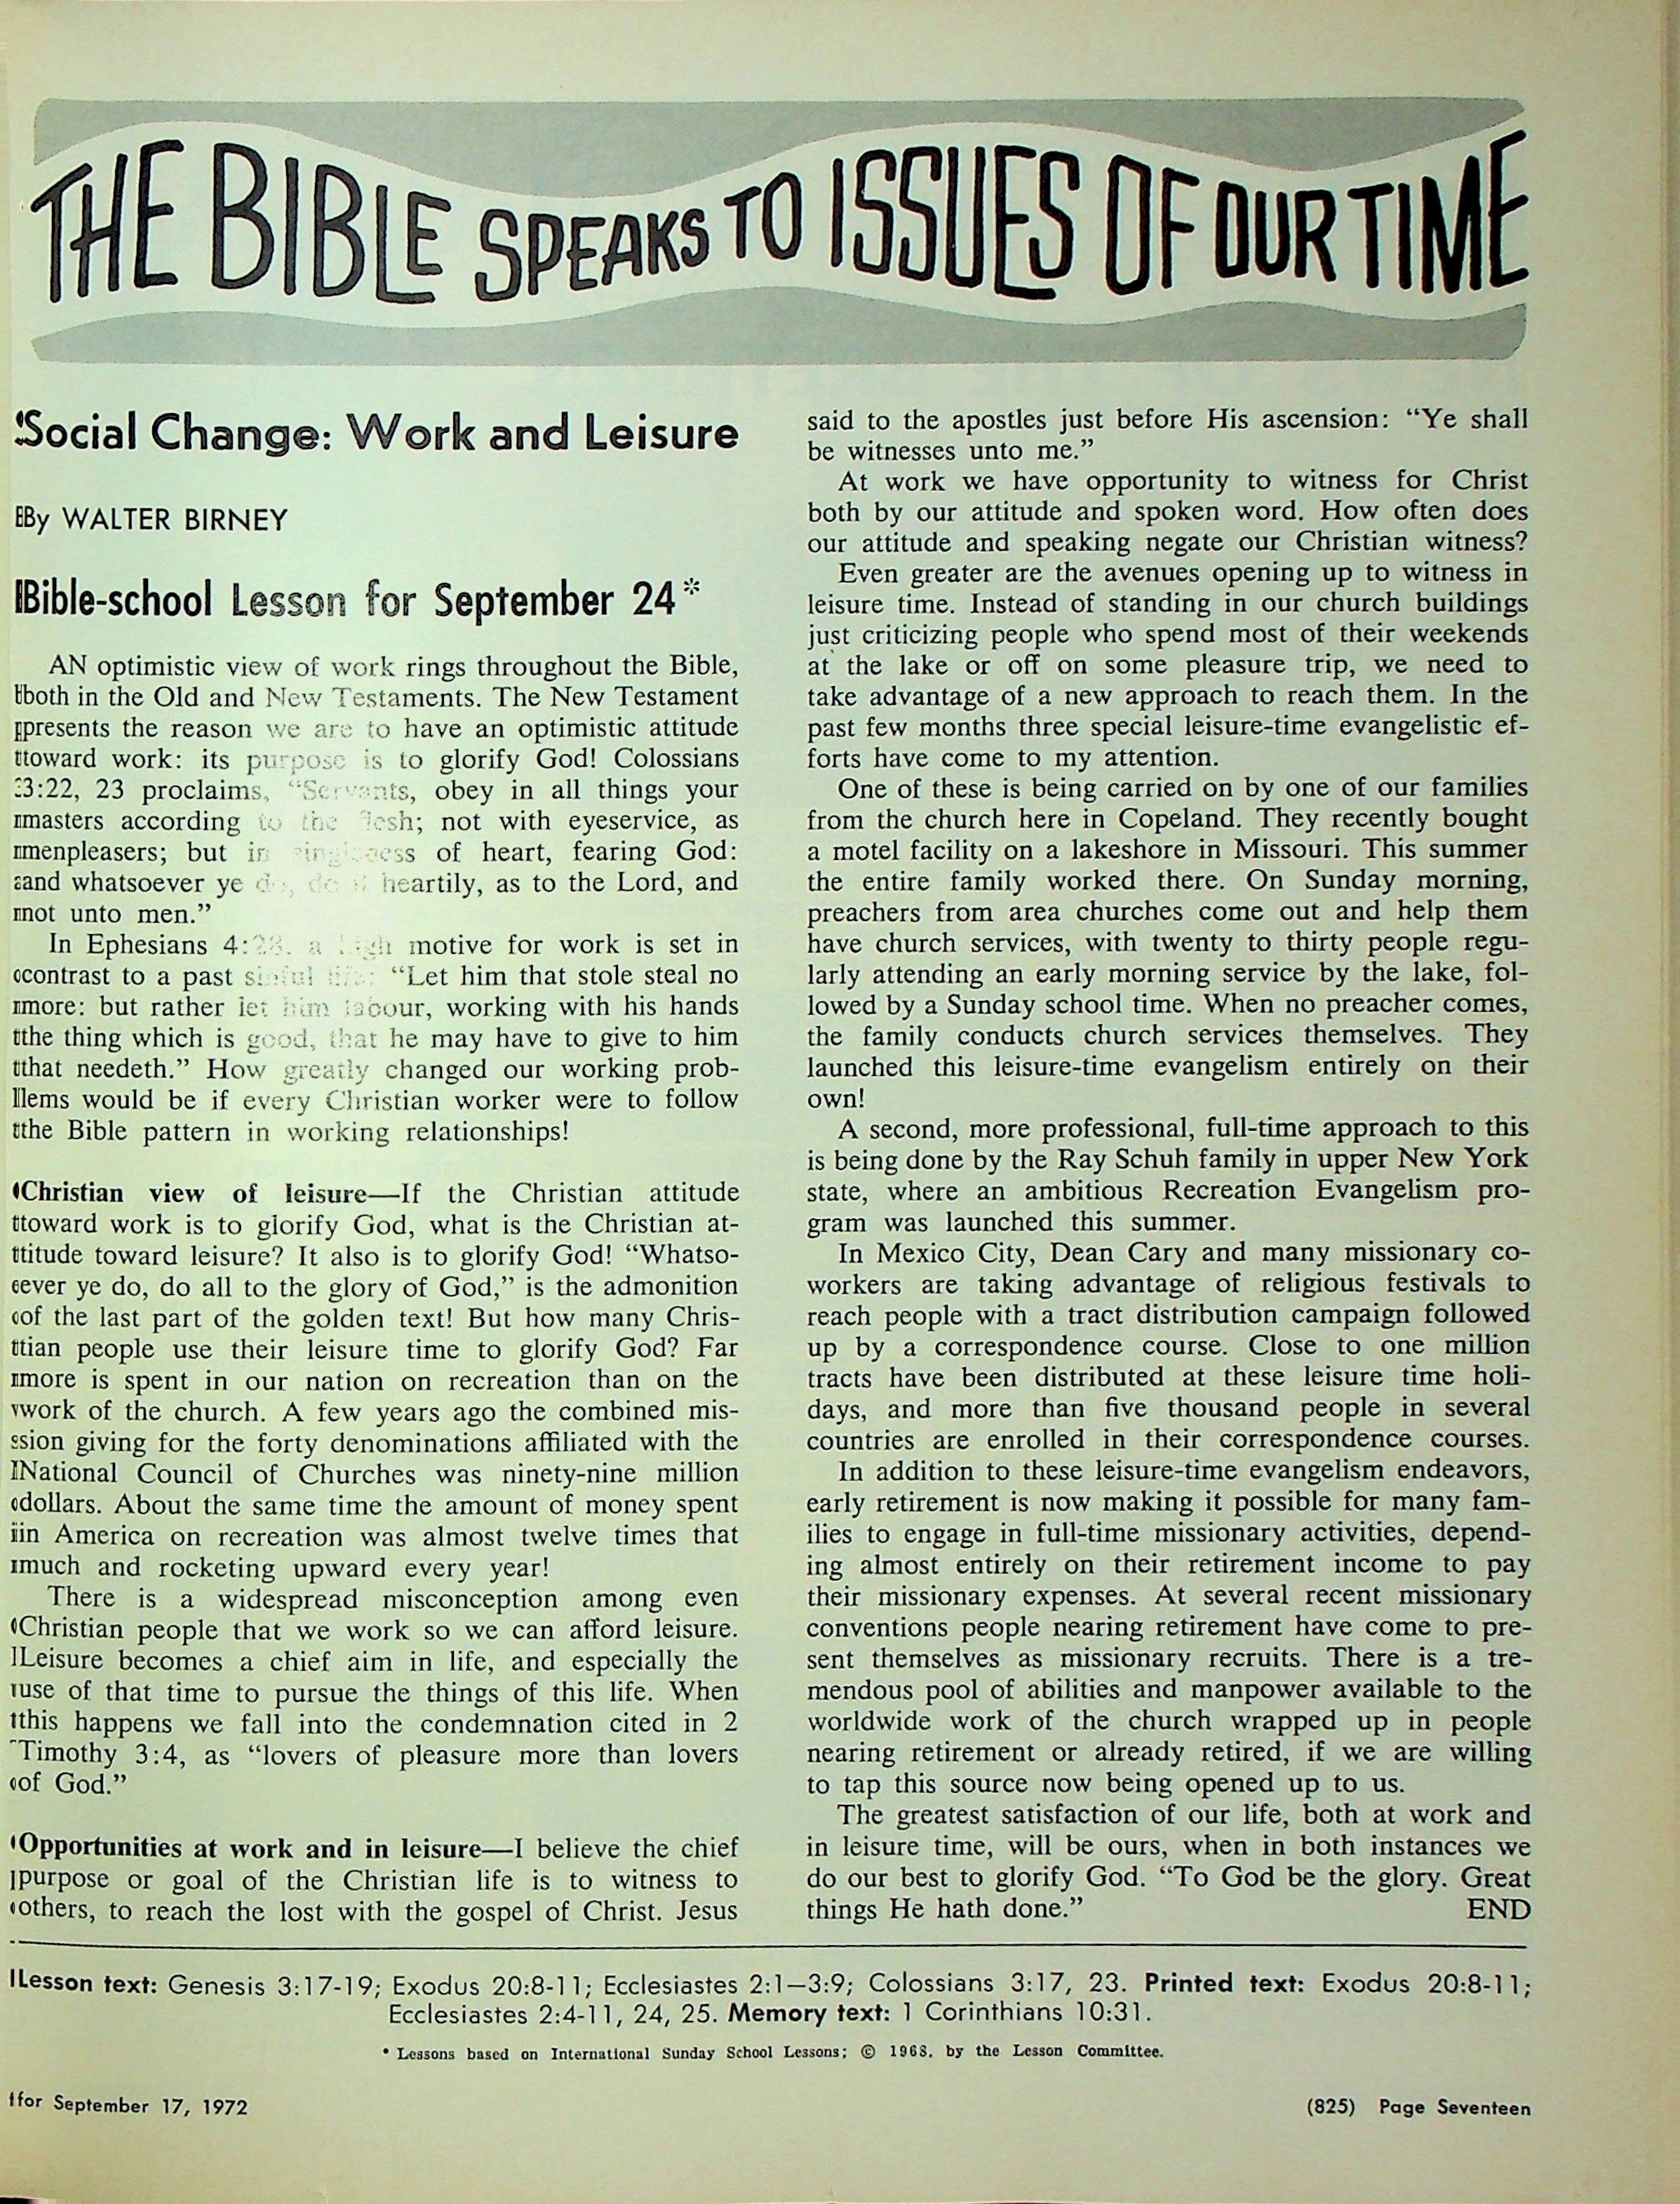 THE BIBLE SPEAKS TO ISSUES OF OUR TIME
Social Change: Work and Leisure
By WALTER BIRNEY
Bible-school Lesson for September 24*
AN optimistic view of work rings throughout the Bible,
both in the Old and New Testaments. The New Testament
presents the reason we are to have an optimistic attitude
toward work: its purpose is to glorify God! Colossians
3:22, 23 proclaims, “Servants, obey in all things your
masters according to the flesh; not with eyeservice, as
menpleasers; but in singleness of heart, fearing God:
and whatsoever ye do, do it heartily, as to the Lord, and
not unto men.”
In Ephesians 4:28, a high motive for work is set in
contrast to a past sinful life: “Let him that stole steal no
more: but rather let him labour, working with his hands
the thing which is good, that he may have to give to him
that needeth.” How greatly changed our working prob-
lems would be if every Christian worker were to follow
the Bible pattern in working relationships!
Christian view of leisure—If the Christian attitude
toward work is to glorify God, what is the Christian at-
titude toward leisure? It also is to glorify God! “Whatso-
ever ye do, do all to the glory of God,” is the admonition
of the last part of the golden text! But how many Chris-
tian people use their leisure time to glorify God? Far
more is spent in our nation on recreation than on the
work of the church. A few years ago the combined mis-
sion giving for the forty denominations affiliated with the
National Council of Churches was ninety-nine million
dollars. About the same time the amount of money spent
in America on recreation was almost twelve times that
much and rocketing upward every year!
There is a widespread misconception among even
Christian people that we work so we can afford leisure.
Leisure becomes a chief aim in life, and especially the
use of that time to pursue the things of this life. When
this happens we fall into the condemnation cited in 2
Timothy 3:4, as “lovers of pleasure more than lovers
of God.”
Opportunities at work and in leisure—I believe the chief
purpose or goal of the Christian life is to witness to
others, to reach the lost with the gospel of Christ. Jesus
said to the apostles just before His ascension: “Ye shall
be witnesses unto me.”
At work we have opportunity to witness for Christ
both by our attitude and spoken word. How often does
our attitude and speaking negate our Christian witness?
Even greater are the avenues opening up to witness in
leisure time. Instead of standing in our church buildings
just criticizing people who spend most of their weekends
at the lake or off on some pleasure trip, we need to
take advantage of a new approach to reach them. In the
past few months three special leisure-time evangelistic ef-
forts have come to my attention.
One of these is being carried on by one of our families
from the church here in Copeland. They recently bought
a motel facility on a lakeshore in Missouri. This summer
the entire family worked there. On Sunday morning,
preachers from area churches come out and help them
have church services, with twenty to thirty people regu-
larly attending an early morning service by the lake, fol-
lowed by a Sunday school time. When no preacher comes,
the family conducts church services themselves. They
launched this leisure-time evangelism entirely on their
own!
A second, more professional, full-time approach to this
is being done by the Ray Schuh family in upper New York
state, where an ambitious Recreation Evangelism pro-
gram was launched this summer.
In Mexico City, Dean Cary and many missionary co-
workers are taking advantage of religious festivals to
reach people with a tract distribution campaign followed
up by a correspondence course. Close to one million
tracts have been distributed at these leisure time holi-
days, and more than five thousand people in several
countries are enrolled in their correspondence courses.
In addition to these leisure-time evangelism endeavors,
early retirement is now making it possible for many fam-
ilies to engage in full-time missionary activities, depend-
ing almost entirely on their retirement income to pay
their missionary expenses. At several recent missionary
conventions people nearing retirement have come to pre-
sent themselves as missionary recruits. There is a tre-
mendous pool of abilities and manpower available to the
worldwide work of the church wrapped up in people
nearing retirement or already retired, if we are willing
to tap this source now being opened up to us.
The greatest satisfaction of our life, both at work and
in leisure time, will be ours, when in both instances we
do our best to glorify God. “To God be the glory. Great
things He hath done.” END
Lesson text: Genesis 3:17-19; Exodus 20:8-11; Ecclesiastes 2:1–3:9; Colossians 3:17, 23. Printed text: Exodus 20:8-11;
Ecclesiastes 2:4-11, 24, 25. Memory text: 1 Corinthians 10:31.
* Lessons based on International Sunday School Lessons; © 1968, by the Lesson Committee.
for September 17, 1972
(825) Page Seventeen